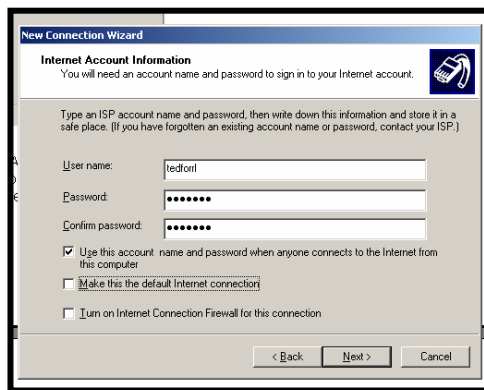 New Connection Wizard
Internet Account Information
You will need an account name and password to sign in to your Internet account.
Type an ISP account name and password, then write down this information and store it in a
safe place. (If you have forgotten an existing account name or password, contact your ISP.)
User name:
tedforrl
Password:
•••••••
Confirm password:
•••••••
Use this account name and password when anyone connects to the Internet from
this computer
Make this the default Internet connection
Turn on Internet Connection Firewall for this connection
< Back
Next >
Cancel